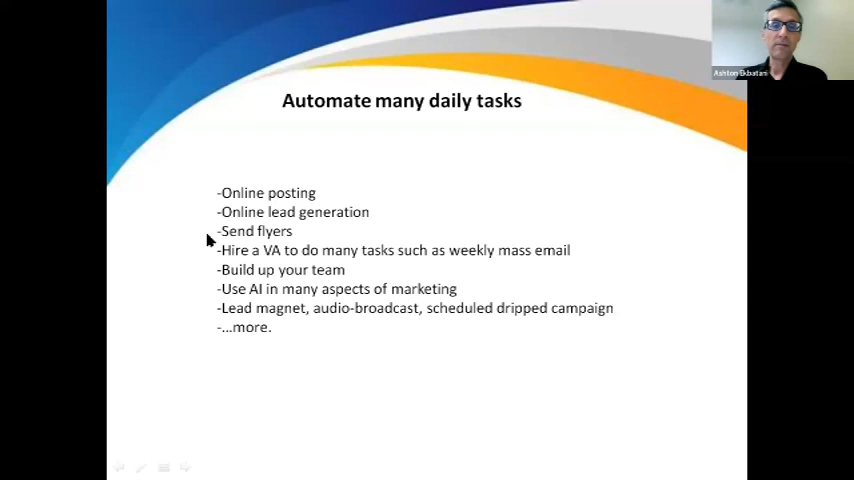 Automate many daily tasks
Ashton Ekbatani
-Online posting
-Online lead generation
-Send flyers
-Hire a VA to do many tasks such as weekly mass email
-Build up your team
-Use AI in many aspects of marketing
-Lead magnet, audio-broadcast, scheduled dripped campaign
-...more.